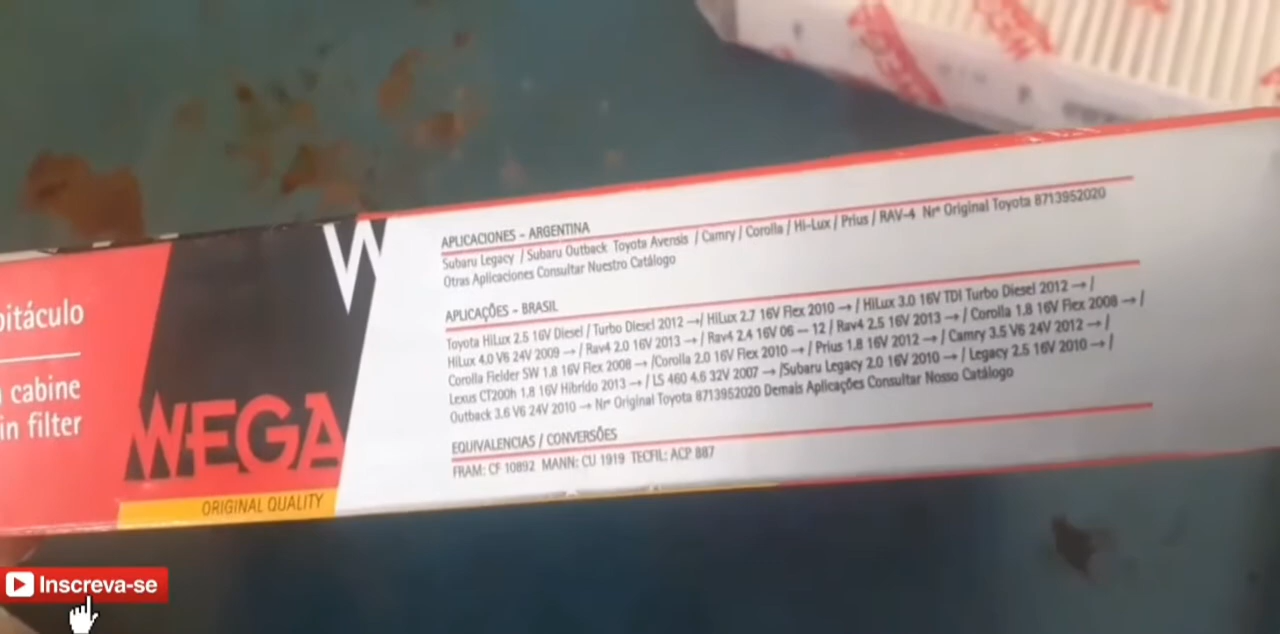 APLICACIONES - ARGENTINA
Subaru Legacy / Subaru Outback Toyota Avensis / Camry / Corolla / Hi-Lux / Prius / RAV-4 Nrº Original Toyota 8713952020
Otras Aplicaciones Consultar Nuestro Catálogo
APLICAÇÕES - BRASIL
Toyota HiLux 2.5 16V Diesel / Turbo Diesel 2012 → / HiLux 2.7 16V Flex 2010 → / HiLux 3.0 16V TDI Turbo Diesel 2012 → /
HiLux 4.0 V6 24V 2009 → / Rav4 2.0 16V 2013 → / Rav4 2.4 16V 06 — 12 / Rav4 2.5 16V 2013 → / Corolla 1.8 16V Flex 2008 → /
Corolla Fielder SW 1.8 16V Flex 2008 → /Corolla 2.0 16V Flex 2010 → / Prius 1.8 16V 2012 → / Camry 3.5 V6 24V 2012 → /
Lexus CT200h 1.8 16V Híbrido 2013 → / LS 460 4.6 32V 2007 → /Subaru Legacy 2.0 16V 2010 → / Legacy 2.5 16V 2010 → /
Outback 3.6 V6 24V 2010 → Nrº Original Toyota 8713952020 Demais Aplicações Consultar Nosso Catálogo
EQUIVALENCIAS / CONVERSÕES
FRAM: CF 10892 MANN: CU 1919 TECFIL: ACP 887
pitáculo
cabine
in filter
W
WEGA
ORIGINAL QUALITY
Inscreva-se